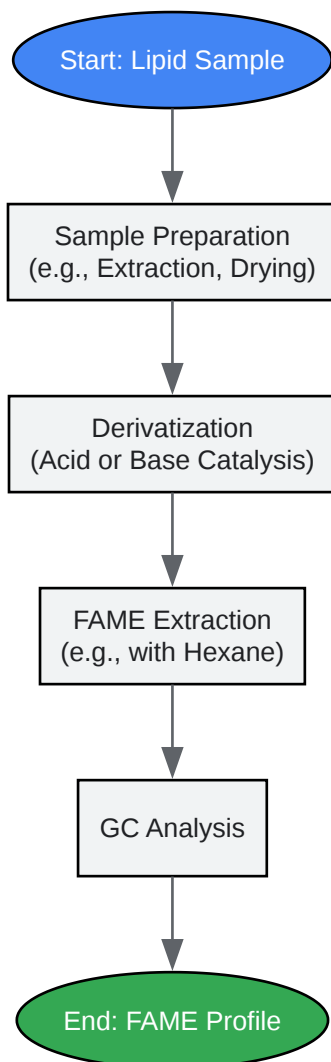 Start: Lipid Sample
Sample Preparation
(e.g., Extraction, Drying)
Derivatization
(Acid or Base Catalysis)
FAME Extraction
(e.g., with Hexane)
GC Analysis
End: FAME Profile